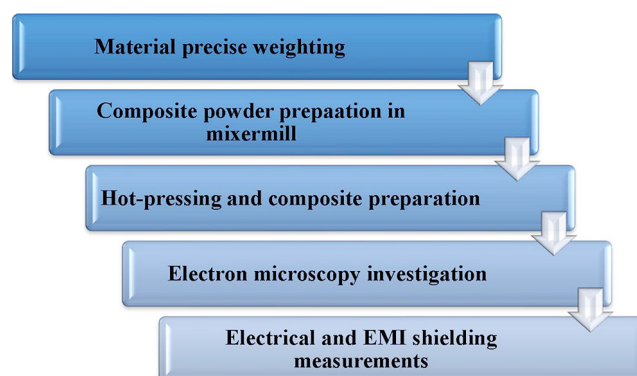 Material precise weighting
Composite powder prepaation in
mixermill
Hot-pressing and composite preparation
Electron microscopy investigation
Electrical and EMI shielding
measurements